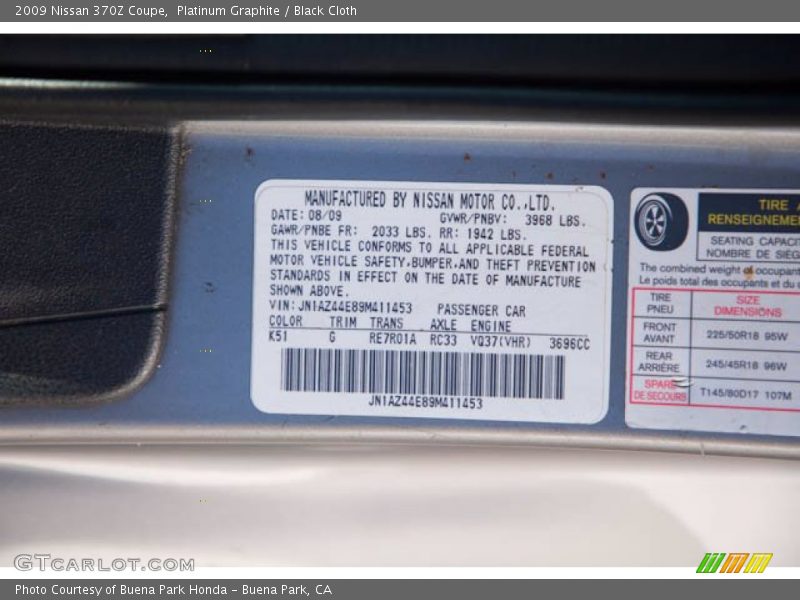 2009 Nissan 370Z Coupe,  Platinum Graphite / Black Cloth
MANUFACTURED BY NISSAN MOTOR CO.,LTD.
DATE: 08/09 GVWR/PNBV: 3968 LBS.
GAWR/PNBE FR: 2033 LBS. RR: 1942 LBS.
THIS VEHICLE CONFORMS TO ALL APPLICABLE FEDERAL
MOTOR VEHICLE SAFETY,BUMPER,AND THEFT PREVENTION
STANDARDS IN EFFECT ON THE DATE OF MANUFACTURE
SHOWN ABOVE.
VIN: JN1AZ44E89M411453 PASSENGER CAR
COLOR TRIM TRANS AXLE ENGINE
K51 G RE7R01A RC33 VQ37(VHR) 3696CC
JN1AZ44E89M411453
TIRE
RENSEIGNEME
SEATING CAPACIT
NOMBRE DE SIÈG
The combined weight of occupant
Le poids total des occupants et du
TIRE SIZE
PNEU DIMENSIONS
FRONT
AVANT 225/50R18 95W
REAR
ARRIÈRE 245/45R18 96W
SPARE
DE SECOURS T145/80D17 107M
GTCARLOT.COM
Photo Courtesy of Buena Park Honda - Buena Park, CA